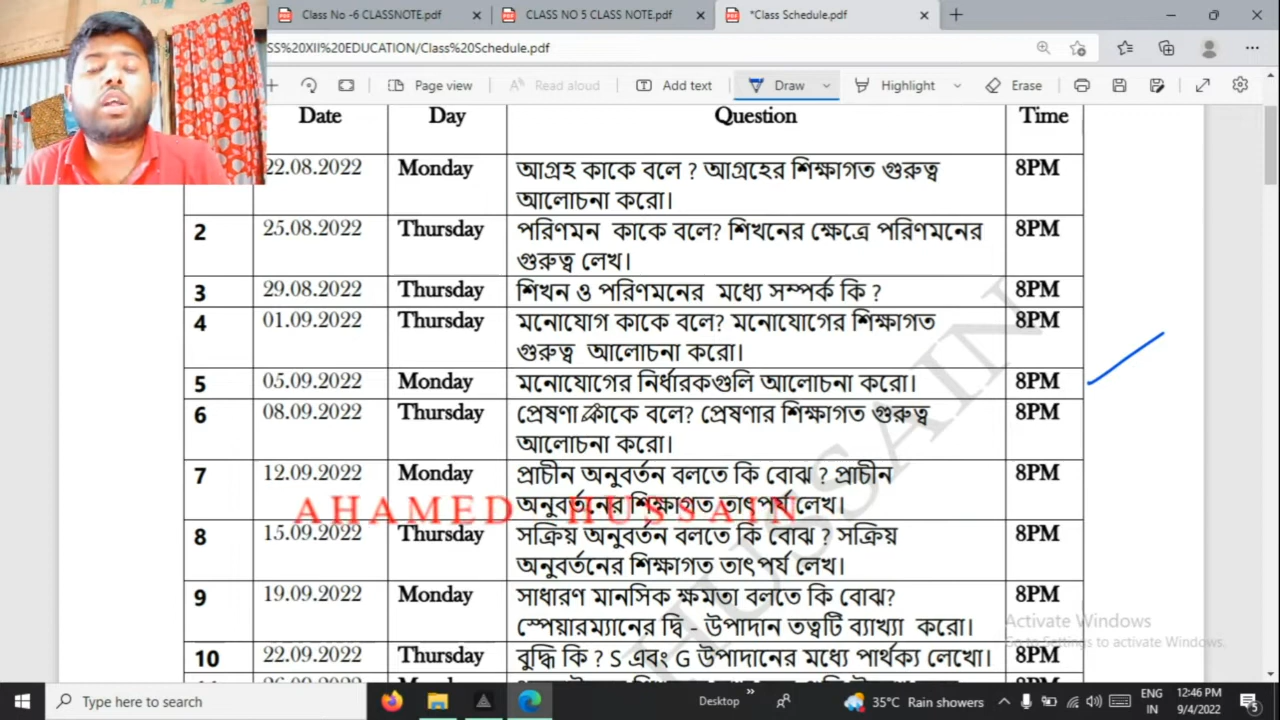 Class No -6 CLASSNOTE.pdf
CLASS NO 5 CLASS NOTE.pdf
*Class Schedule.pdf
SS%20XII%20EDUCATION/Class%20Schedule.pdf
Page view
Read aloud
Add text
Draw
Highlight
Erase
Date Day Question Time
22.08.2022 Monday আগ্রহ কাকে বলে ? আগ্রহের শিক্ষাগত গুরুত্ব 8PM
আলোচনা করো।
2 25.08.2022 Thursday পরিণমন কাকে বলে? শিখনের ক্ষেত্রে পরিণমনের 8PM
গুরুত্ব লেখ।
3 29.08.2022 Thursday শিখন ও পরিণমনের মধ্যে সম্পর্ক কি ? 8PM
4 01.09.2022 Thursday মনোযোগ কাকে বলে? মনোযোগের শিক্ষাগত 8PM
গুরুত্ব আলোচনা করো।
5 05.09.2022 Monday মনোযোগের নির্ধারকগুলি আলোচনা করো। 8PM
6 08.09.2022 Thursday প্রেষণা কাকে বলে? প্রেষণার শিক্ষাগত গুরুত্ব 8PM
আলোচনা করো।
7 12.09.2022 Monday প্রাচীন অনুবর্তন বলতে কি বোঝ ? প্রাচীন 8PM
অনুবর্তনের শিক্ষাগত তাৎপর্য লেখ।
AHAMED HUSSAIN
8 15.09.2022 Thursday সক্রিয় অনুবর্তন বলতে কি বোঝ ? সক্রিয় 8PM
অনুবর্তনের শিক্ষাগত তাৎপর্য লেখ।
9 19.09.2022 Monday সাধারণ মানসিক ক্ষমতা বলতে কি বোঝ? 8PM
স্পেয়ারম্যানের দ্বি - উপাদান তত্বটি ব্যাখ্যা করো।
10 22.09.2022 Thursday বুদ্ধি কি ? S এবং G উপাদানের মধ্যে পার্থক্য লেখো। 8PM
HUSSAIN
Activate Windows
Go to Settings to activate Windows.
Type here to search
Desktop
35°C Rain showers
ENG
IN
12:46 PM
9/4/2022
5